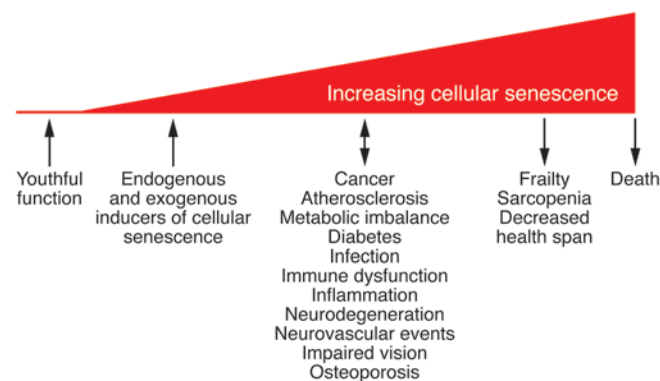 Increasing cellular senescence
Youthful
function
Endogenous
and exogenous
inducers of cellular
senescence
Cancer
Atherosclerosis
Metabolic imbalance
Diabetes
Infection
Immune dysfunction
Inflammation
Neurodegeneration
Neurovascular events
Impaired vision
Osteoporosis
Frailty
Sarcopenia
Decreased
health span
Death